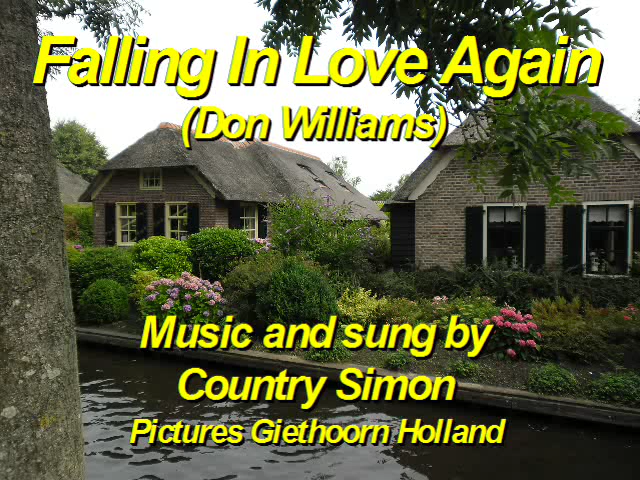 Falling In Love Again
(Don Williams)
Music and sung by
Country Simon
Pictures Giethoorn Holland